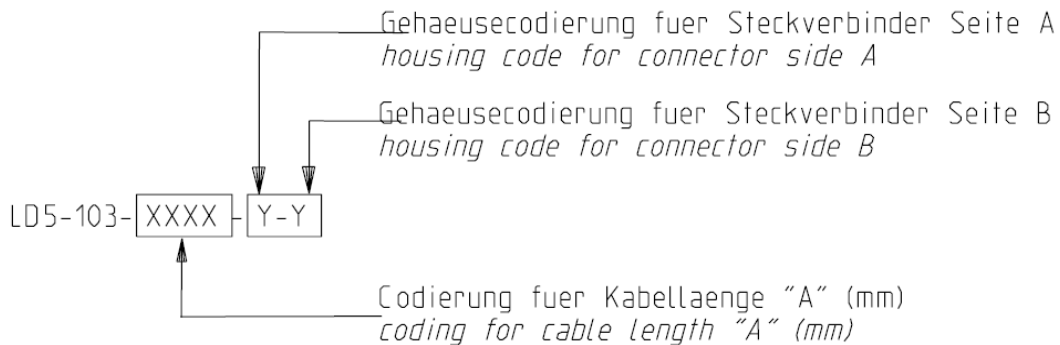 Gehaeusecodierung fuer Steckverbinder Seite A
housing code for connector side A
Gehaeusecodierung fuer Steckverbinder Seite B
housing code for connector side B
LD5-103-XXXX-Y-Y
Codierung fuer Kabellaenge "A" (mm)
coding for cable length "A" (mm)